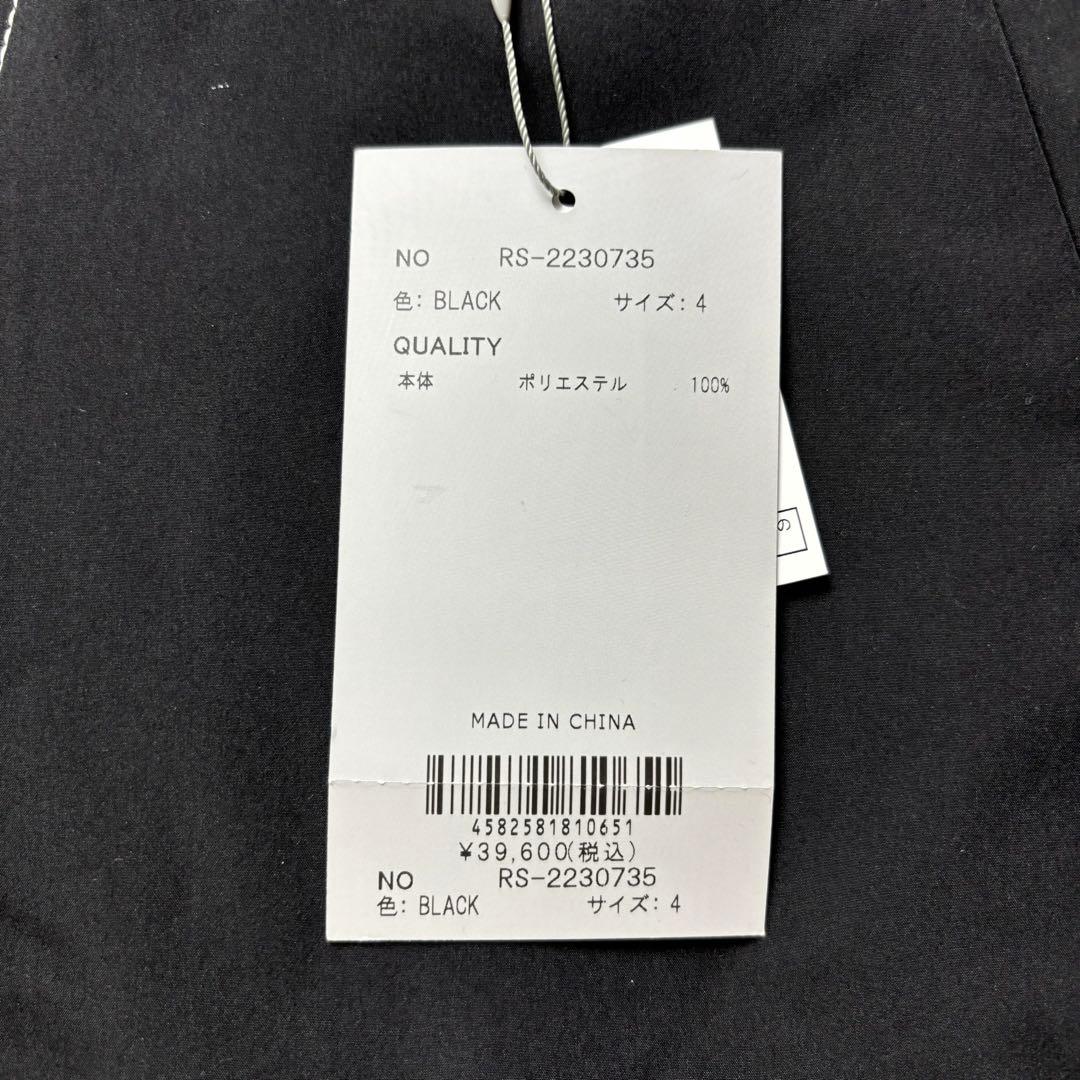 NO RS-2230735
色: BLACK サイズ: 4
QUALITY
本体 ポリエステル 100%
MADE IN CHINA
4582581810651
¥39,600(税込)
NO RS-2230735
色: BLACK サイズ: 4